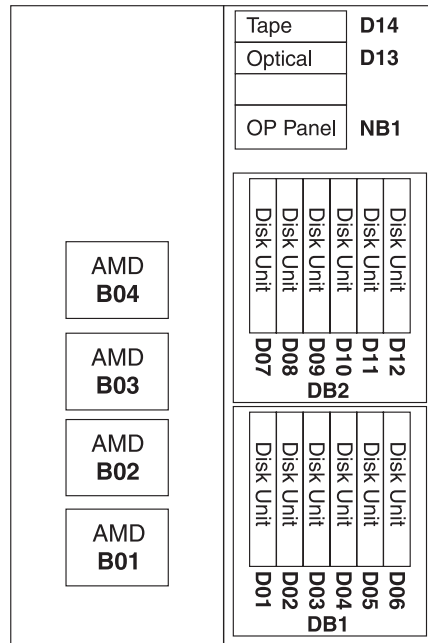 Tape D14
Optical D13
OP Panel NB1
Disk Unit
Disk Unit
Disk Unit
Disk Unit
Disk Unit
Disk Unit
D07
D08
D09
D10
D11
D12
DB2
AMD
B04
AMD
B03
AMD
B02
AMD
B01
Disk Unit
Disk Unit
Disk Unit
Disk Unit
Disk Unit
Disk Unit
D01
D02
D03
D04
D05
D06
DB1